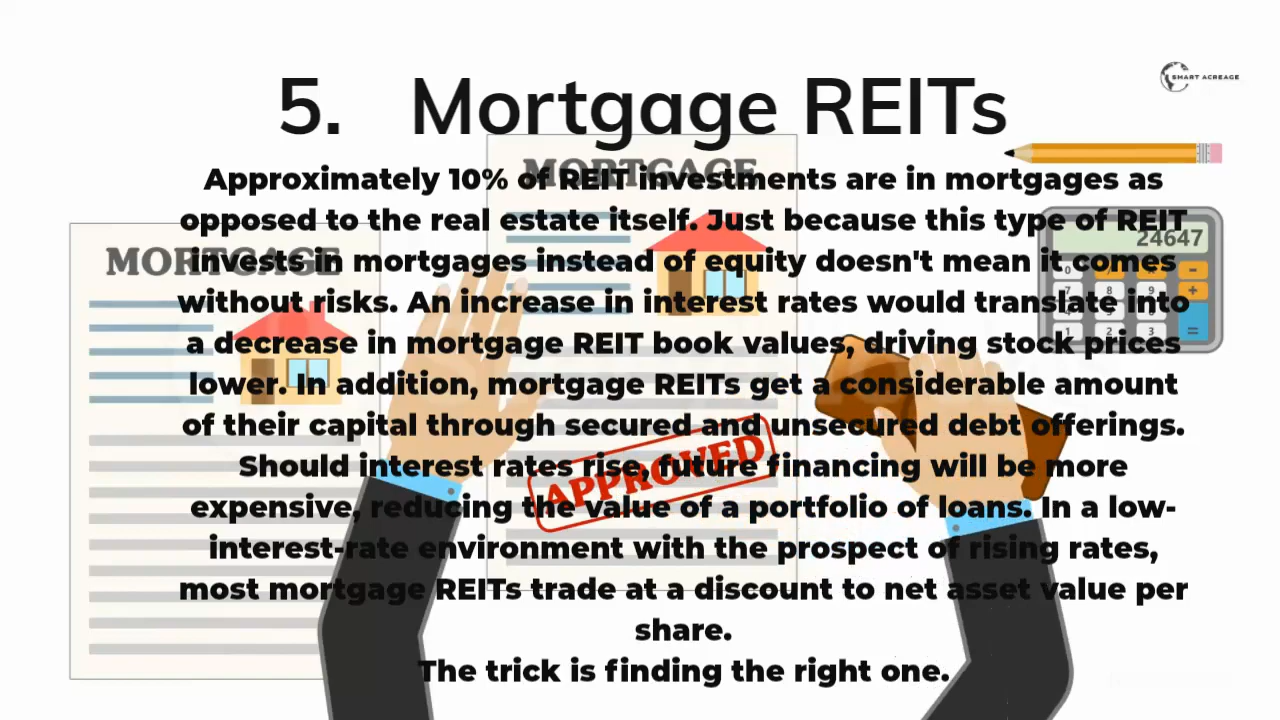 5. Mortgage REITs
SMART ACREAGE
MORTGAGE
Approximately 10% of REIT investments are in mortgages as
opposed to the real estate itself. Just because this type of REIT
24647
MORTGAGE
invests in mortgages instead of equity doesn't mean it comes
without risks. An increase in interest rates would translate into
a decrease in mortgage REIT book values, driving stock prices
lower. In addition, mortgage REITs get a considerable amount
of their capital through secured and unsecured debt offerings.
APPROVED
Should interest rates rise, future financing will be more
expensive, reducing the value of a portfolio of loans. In a low-
interest-rate environment with the prospect of rising rates,
most mortgage REITs trade at a discount to net asset value per
share.
The trick is finding the right one.